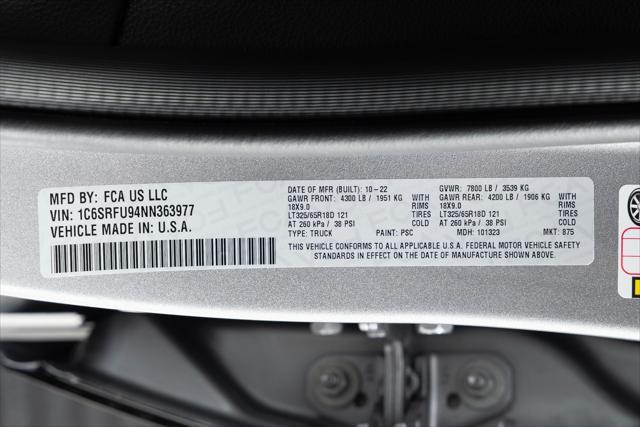 MFD BY: FCA US LLC
VIN: 1C6SRFU94NN363977
VEHICLE MADE IN U.S.A.
DATE OF MFR (BUILT): 10-22 GVWR: 7800 LB / 3539 KG
GAWR FRONT: 4300 LB / 1951 KG WITH GAWR REAR: 4200 LB / 1906 KG WITH
18X9.0 RIMS 18X9.0 RIMS
LT325/65R18D 121 TIRES LT325/65R18D 121 TIRES
AT 260 kPa / 38 PSI COLD AT 260 kPa / 38 PSI COLD
TYPE: TRUCK PAINT: PSC MDH: 101323 MKT: 875
THIS VEHICLE CONFORMS TO ALL APPLICABLE U.S.A. FEDERAL MOTOR VEHICLE SAFETY
STANDARDS IN EFFECT ON THE DATE OF MANUFACTURE SHOWN ABOVE.